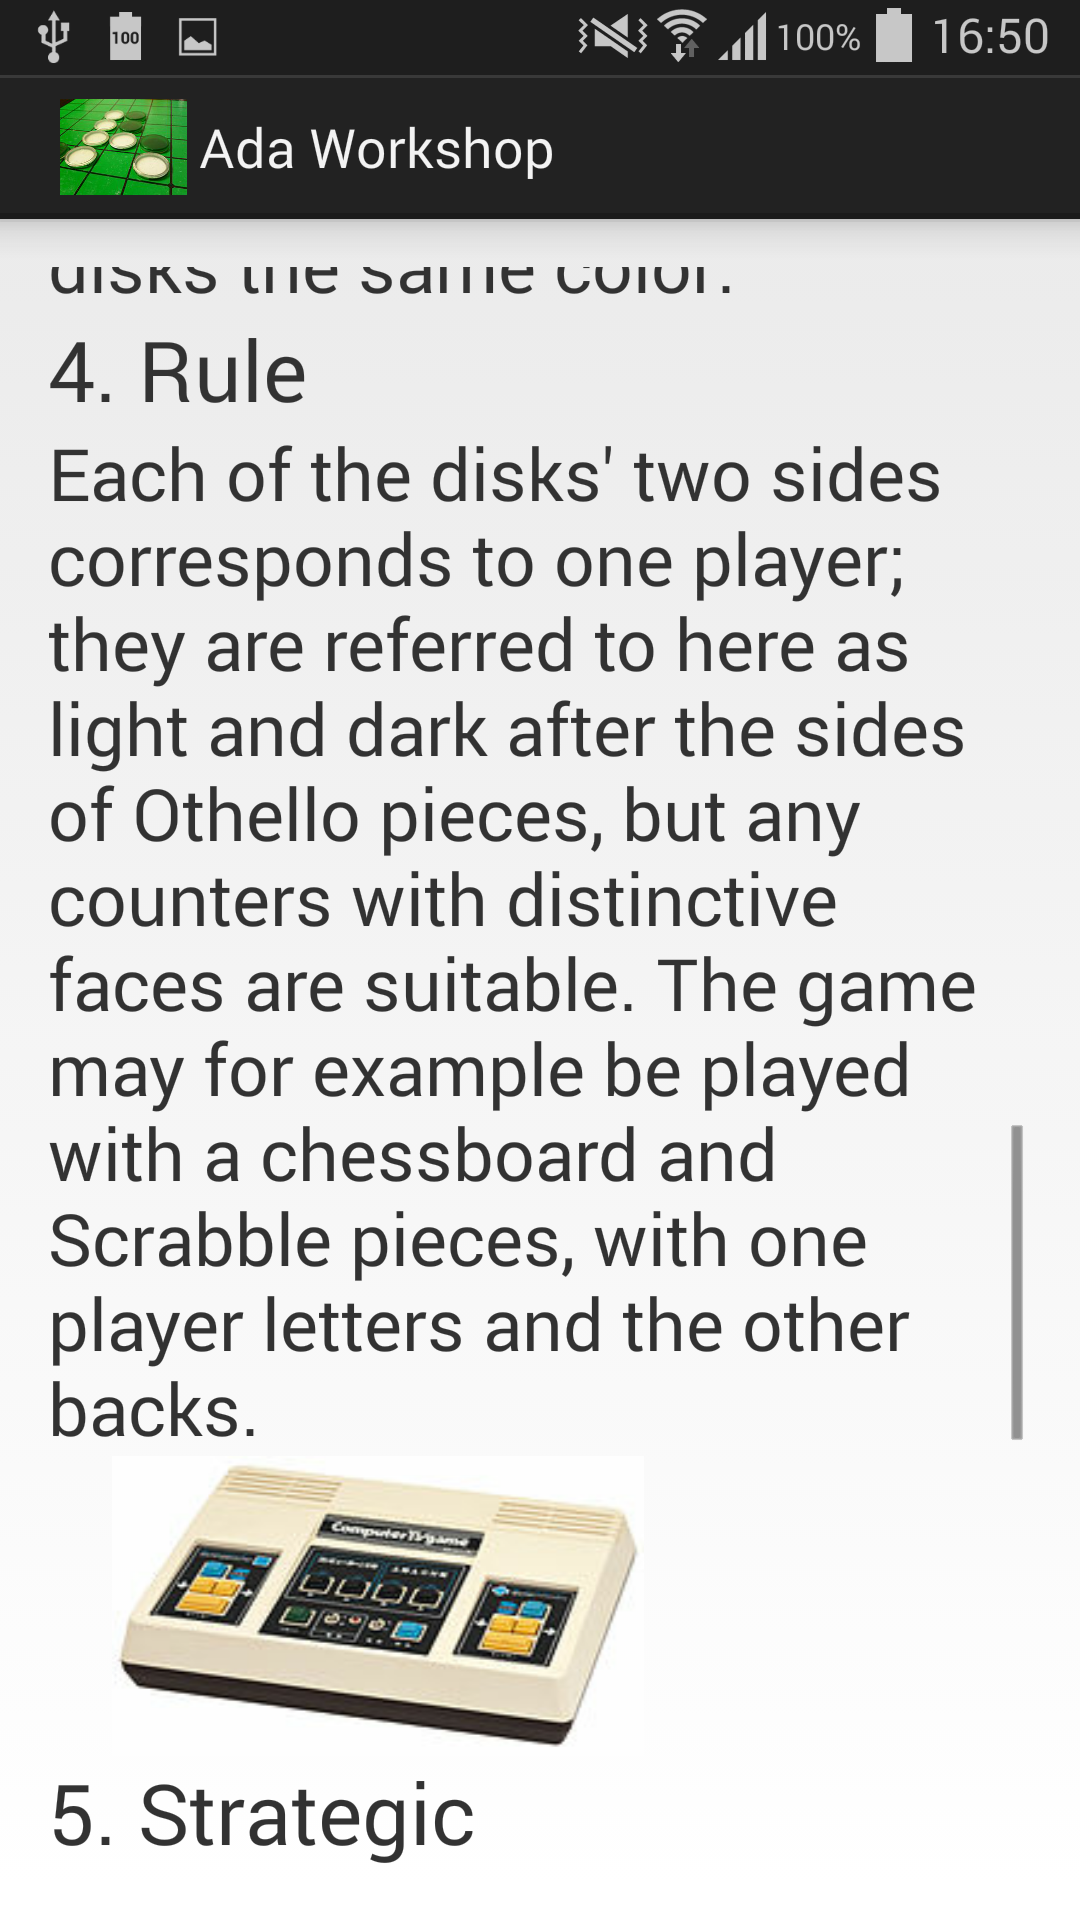 100
100%
16:50
Ada Workshop
disks the same color.
4. Rule
Each of the disks' two sides
corresponds to one player;
they are referred to here as
light and dark after the sides
of Othello pieces, but any
counters with distinctive
faces are suitable. The game
may for example be played
with a chessboard and
Scrabble pieces, with one
player letters and the other
backs.
Computer TV game
5. Strategic